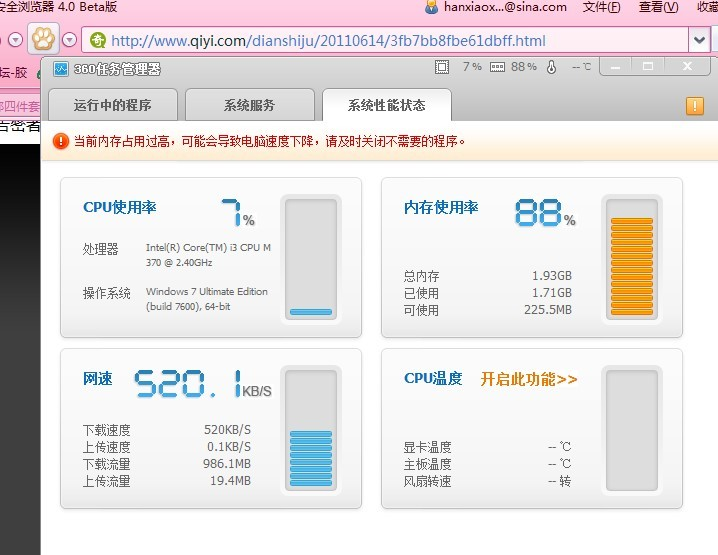 安全浏览器 4.0 Beta版
hanxiaox...@sina.com 文件(F) 查看(V) 收藏
http://www.qiyi.com/dianshiju/20110614/3fb7bb8fbe61dbff.html
坛-胶
360任务管理器
7% 88% -- ℃
运行中的程序 系统服务 系统性能状态
四件套
告密者
当前内存占用过高，可能会导致电脑速度下降，请及时关闭不需要的程序。
CPU使用率 7%
处理器 Intel(R) Core(TM) i3 CPU M
370 @ 2.40GHz
操作系统 Windows 7 Ultimate Edition
(build 7600), 64-bit
内存使用率 88%
总内存 1.93GB
已使用 1.71GB
可使用 225.5MB
网速 520.1KB/S
下载速度 520KB/S
上传速度 0.1KB/S
下载流量 986.1MB
上传流量 19.4MB
CPU温度 开启此功能>>
显卡温度 -- ℃
主板温度 -- ℃
风扇转速 -- 转